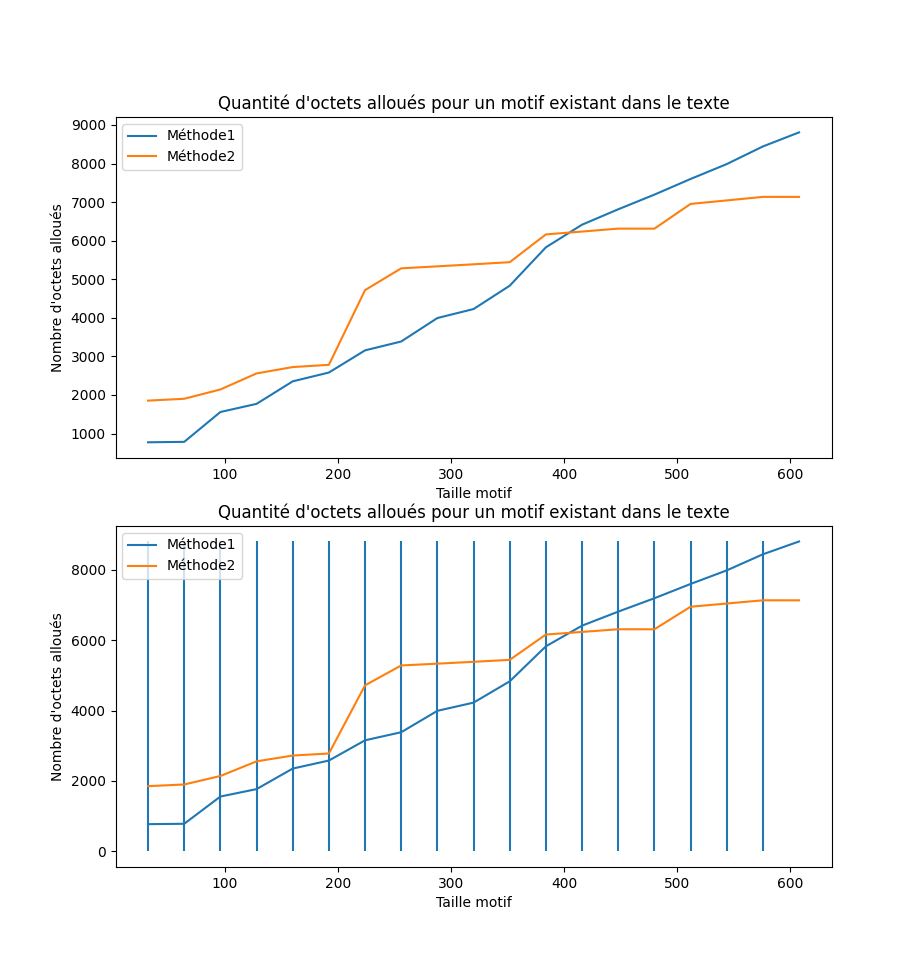 Quantité d'octets alloués pour un motif existant dans le texte
Méthode1
Méthode2
9000
8000
7000
6000
5000
4000
3000
2000
1000
Nombre d'octets alloués
100 200 300 400 500 600
Taille motif
Quantité d'octets alloués pour un motif existant dans le texte
Méthode1
Méthode2
8000
6000
4000
2000
0
Nombre d'octets alloués
100 200 300 400 500 600
Taille motif